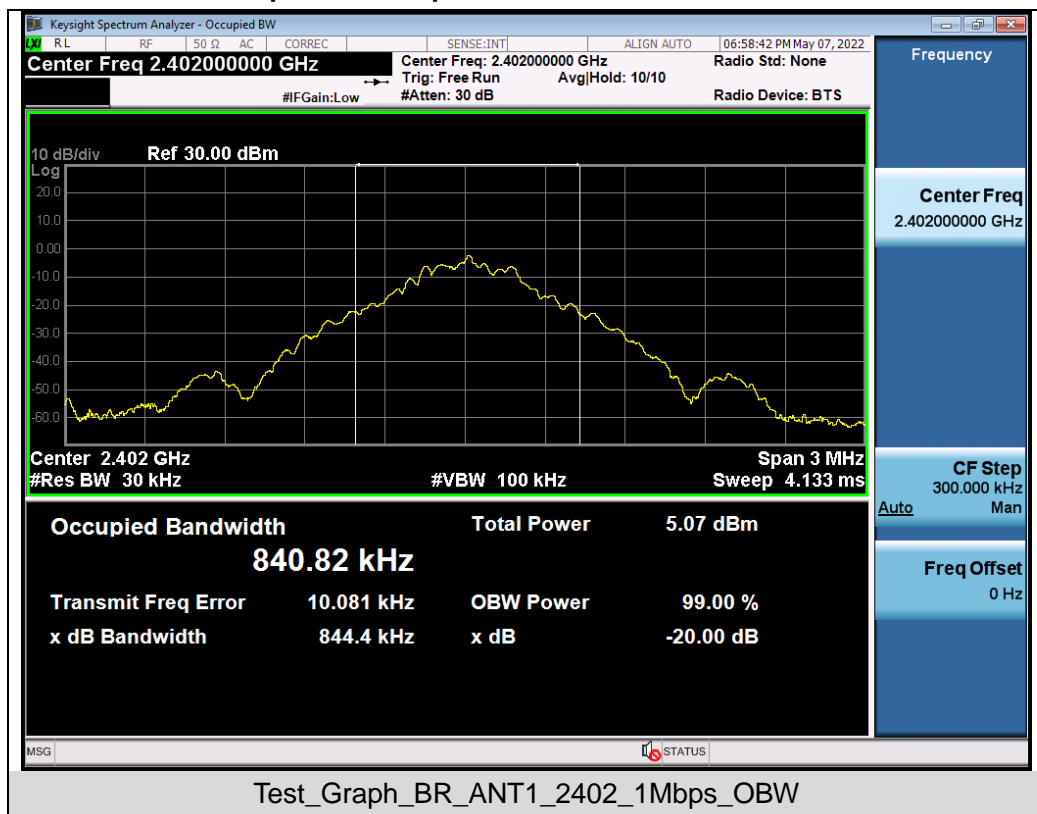 Keysight Spectrum Analyzer - Occupied BW
LXI RL RF 50 Ω AC CORREC SENSE:INT ALIGN AUTO 06:58:42 PM May 07, 2022
Center Freq 2.402000000 GHz
Center Freq: 2.402000000 GHz
Radio Std: None
Trig: Free Run Avg|Hold: 10/10
#IFGain:Low
#Atten: 30 dB
Radio Device: BTS
Frequency
10 dB/div Ref 30.00 dBm
Log
20.0
10.0
0.00
-10.0
-20.0
-30.0
-40.0
-50.0
-60.0
Center 2.402 GHz
Span 3 MHz
#Res BW 30 kHz
#VBW 100 kHz
Sweep 4.133 ms
Center Freq
2.402000000 GHz
CF Step
300.000 kHz
Auto Man
Freq Offset
0 Hz
Occupied Bandwidth
840.82 kHz
Total Power 5.07 dBm
Transmit Freq Error 10.081 kHz
OBW Power 99.00 %
x dB Bandwidth 844.4 kHz
x dB -20.00 dB
MSG
STATUS
Test_Graph_BR_ANT1_2402_1Mbps_OBW